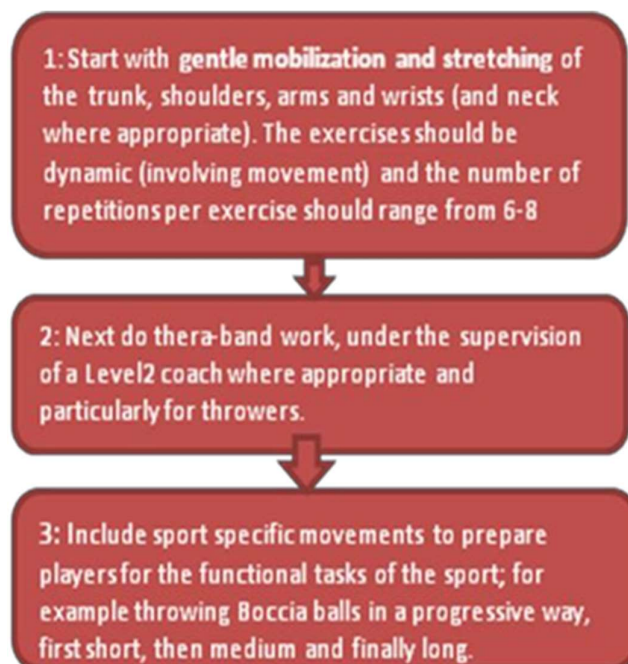 1: Start with gentle mobilization and stretching of
the trunk, shoulders, arms and wrists (and neck
where appropriate). The exercises should be
dynamic (involving movement) and the number of
repetitions per exercise should range from 6-8
2: Next do thera-band work, under the supervision
of a Level2 coach where appropriate and
particularly for throwers.
3: Include sport specific movements to prepare
players for the functional tasks of the sport; for
example throwing Boccia balls in a progressive way,
first short, then medium and finally long.